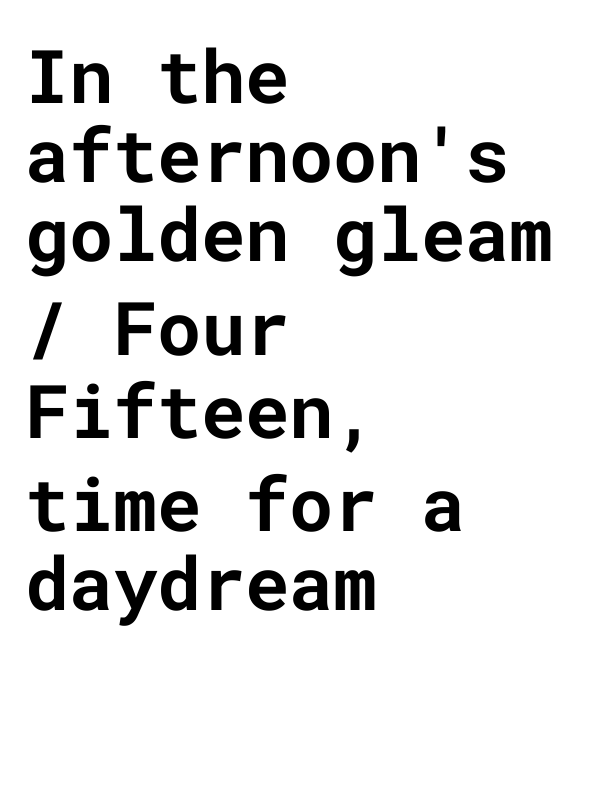 In the
afternoon's
golden gleam
/ Four
Fifteen,
time for a
daydream